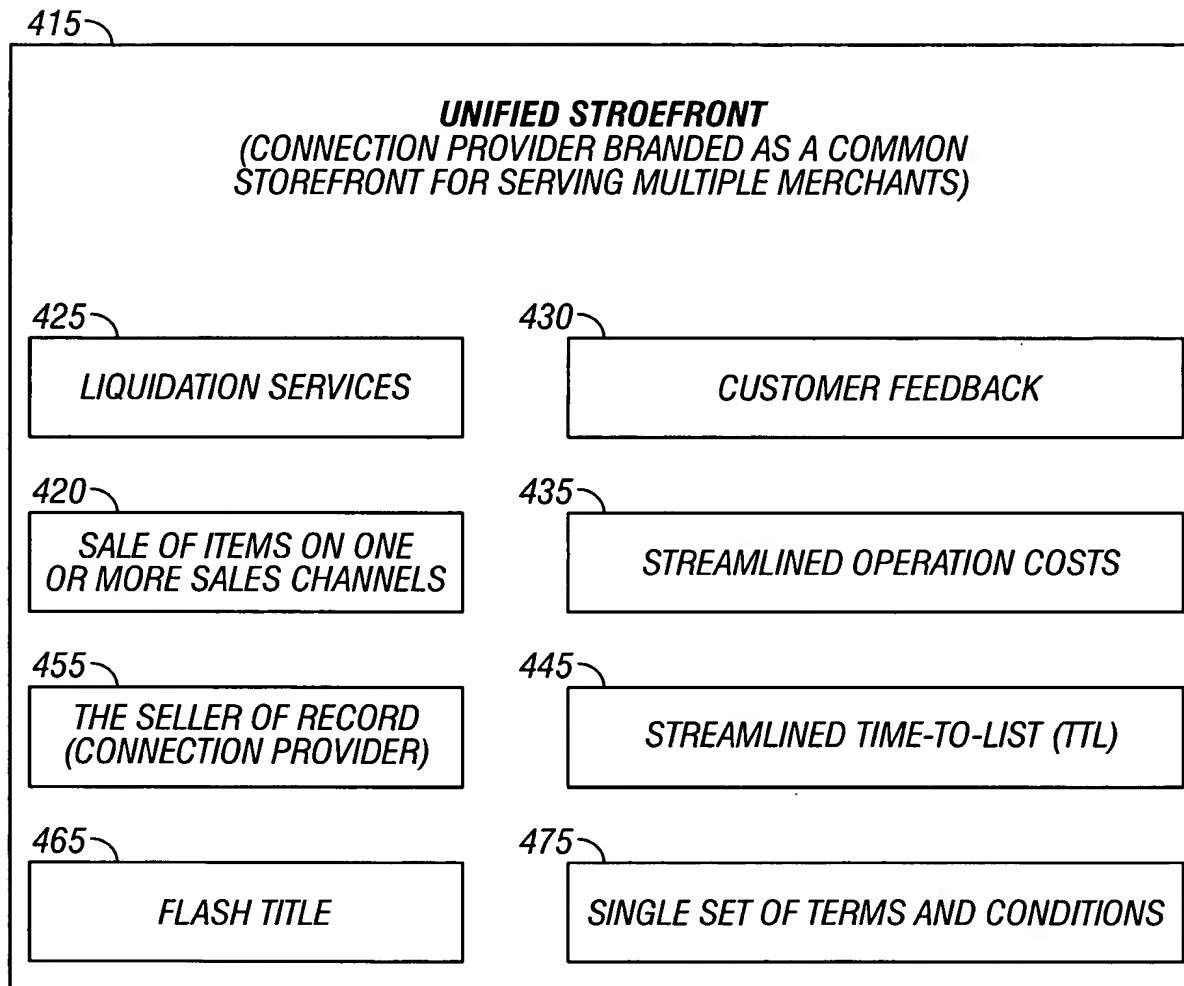 415
UNIFIED STROEFRONT
(CONNECTION PROVIDER BRANDED AS A COMMON
STOREFRONT FOR SERVING MULTIPLE MERCHANTS)
425
LIQUIDATION SERVICES
430
CUSTOMER FEEDBACK
420
SALE OF ITEMS ON ONE
OR MORE SALES CHANNELS
435
STREAMLINED OPERATION COSTS
455
THE SELLER OF RECORD
(CONNECTION PROVIDER)
445
STREAMLINED TIME-TO-LIST (TTL)
465
FLASH TITLE
475
SINGLE SET OF TERMS AND CONDITIONS